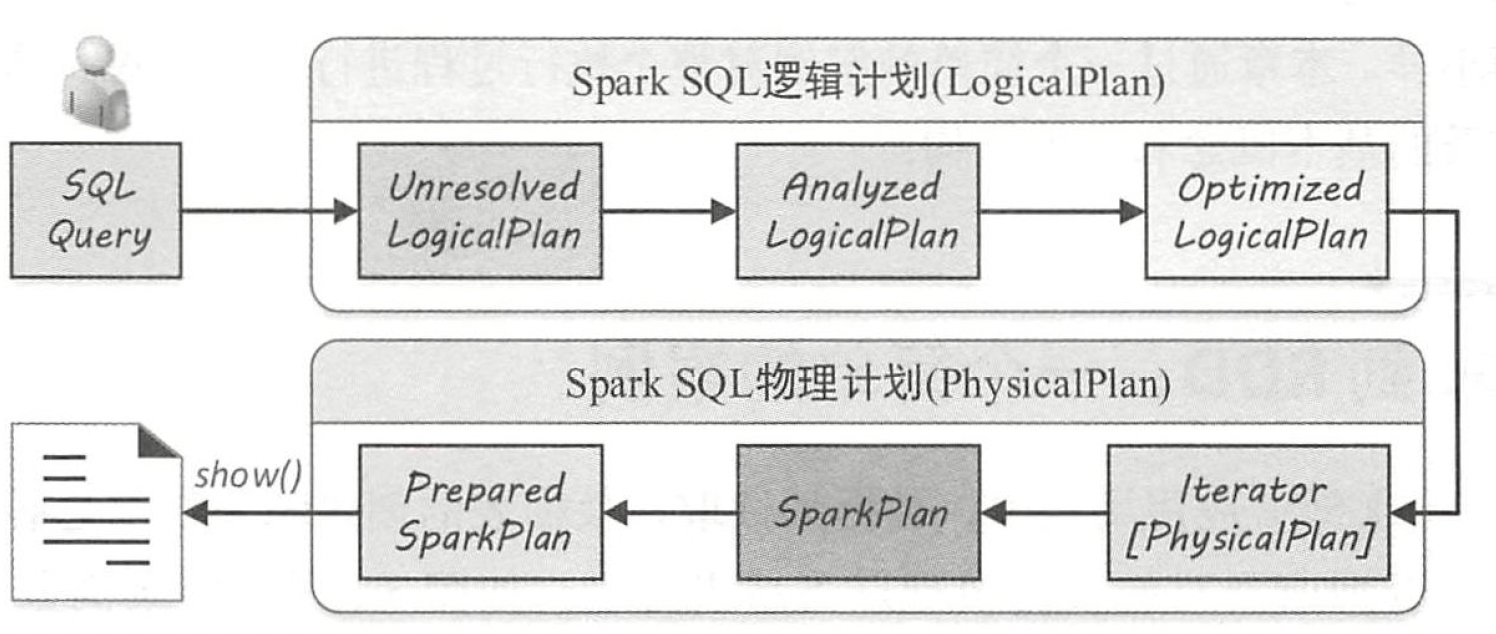 Spark SQL逻辑计划(LogicalPlan)
SQL
Query
Unresolved
LogicalPlan
Analyzed
LogicalPlan
Optimized
LogicalPlan
Spark SQL物理计划(PhysicalPlan)
Iterator
[PhysicalPlan]
SparkPlan
Prepared
SparkPlan
show()